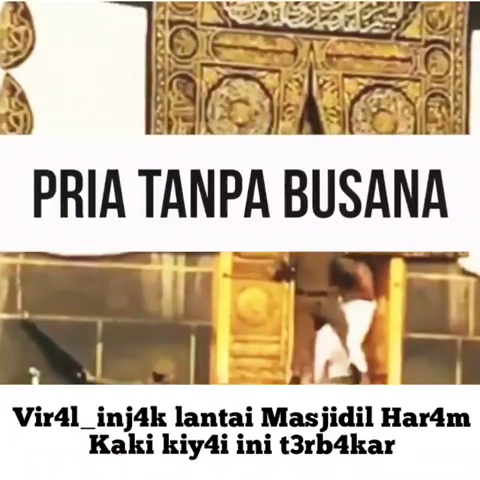 PRIA TANPA BUSANA
Vir4l_inj4k lantai Masjidil Har4m
Kaki kiy4i ini t3rb4kar